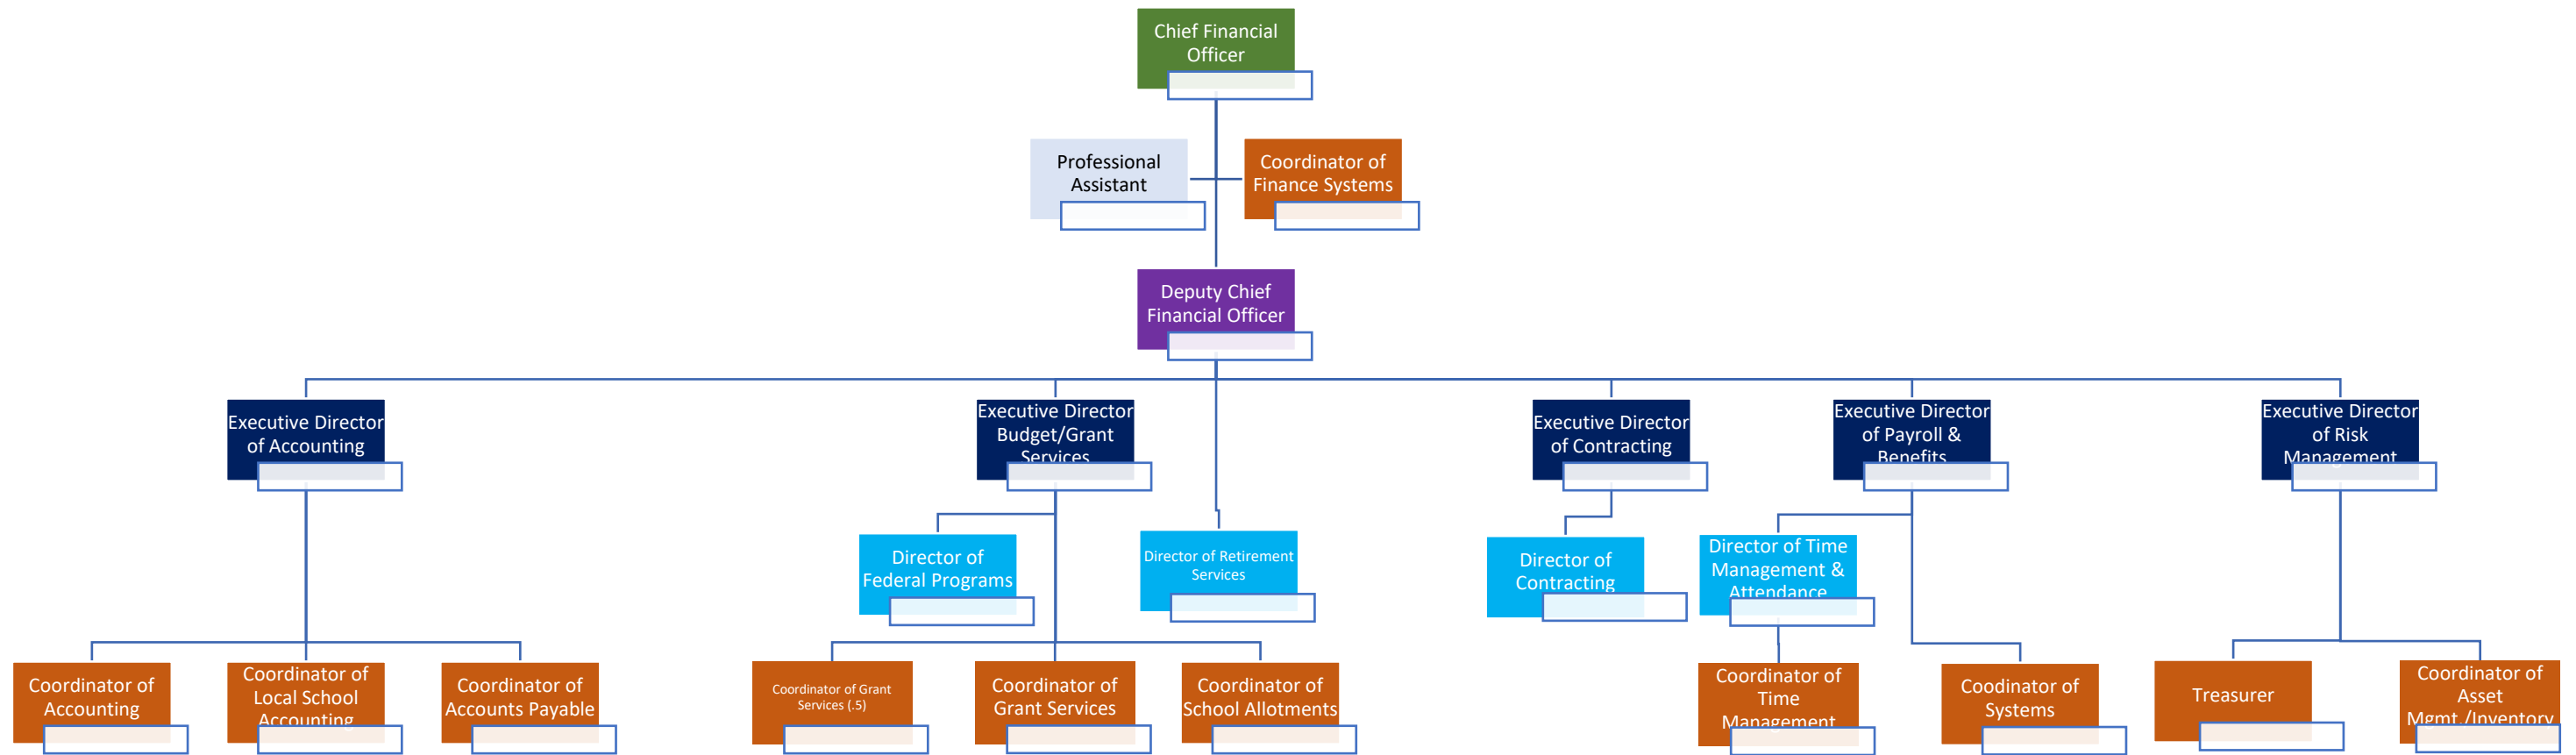 Chief Financial
Officer
Professional
Assistant
Coordinator of
Finance Systems
Deputy Chief
Financial Officer
Executive Director
of Accounting
Executive Director
Budget/Grant
Services
Executive Director
of Contracting
Executive Director
of Payroll &
Benefits
Executive Director
of Risk
Management
Director of
Federal Programs
Director of Retirement
Services
Director of
Contracting
Director of Time
Management &
Attendance
Coordinator of
Accounting
Coordinator of
Local School
Accounting
Coordinator of
Accounts Payable
Coordinator of Grant
Services (.5)
Coordinator of
Grant Services
Coordinator of
School Allotments
Coordinator of
Time
Management
Coodinator of
Systems
Treasurer
Coordinator of
Asset
Mgmt./Inventory